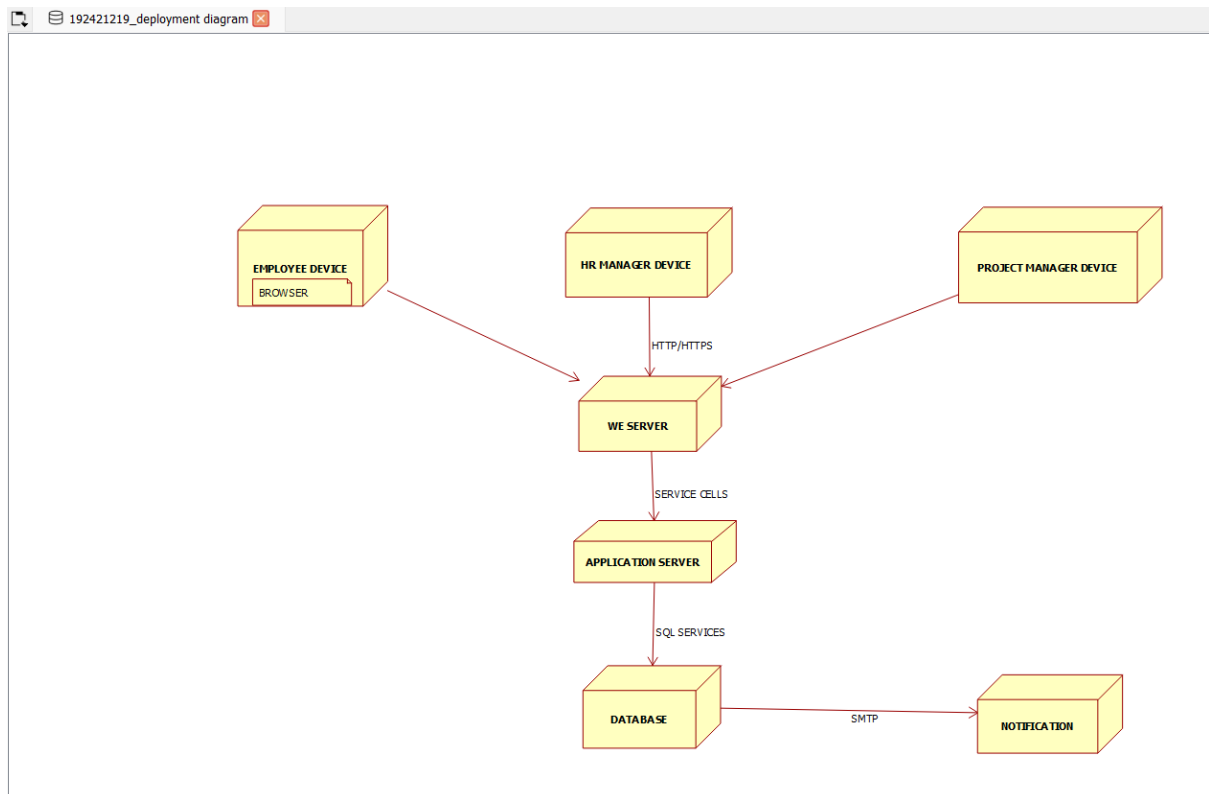 192421219_deployment diagram
EMPLOYEE DEVICE
BROWSER
HR MANAGER DEVICE
PROJECT MANAGER DEVICE
HTTP/HTTPS
WE SERVER
SERVICE CELLS
APPLICATION SERVER
SQL SERVICES
DATABASE
SMTP
NOTIFICATION